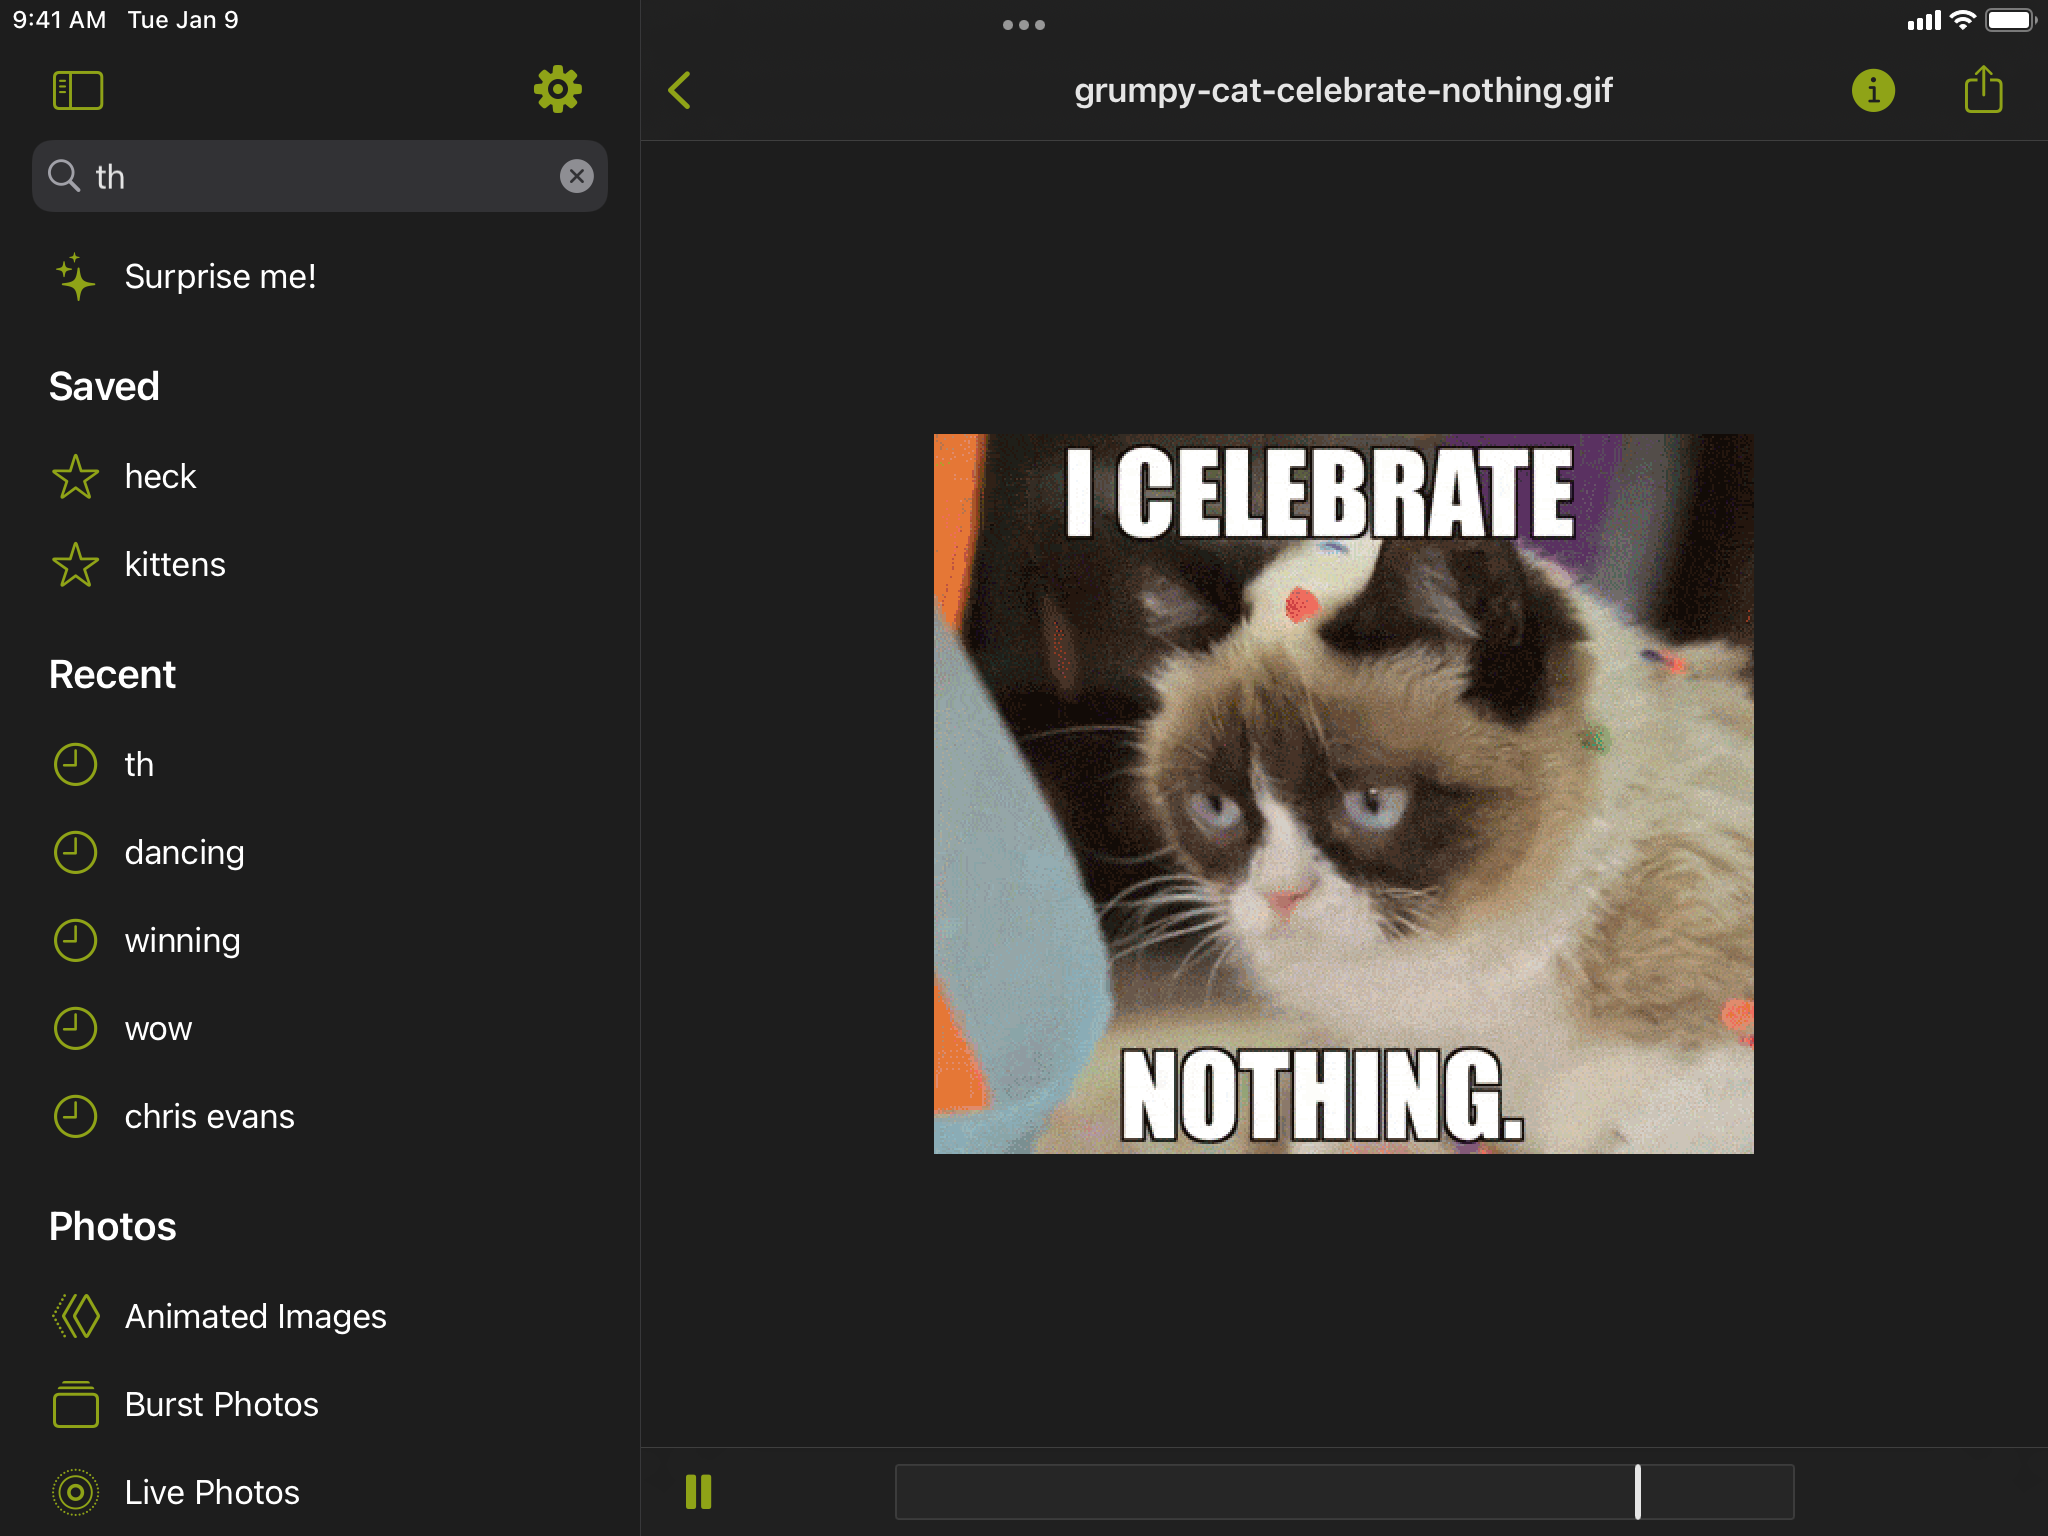 9:41 AM Tue Jan 9
th
Surprise me!
Saved
heck
kittens
Recent
th
dancing
winning
wow
chris evans
Photos
Animated Images
Burst Photos
Live Photos
grumpy-cat-celebrate-nothing.gif
I CELEBRATE
NOTHING.